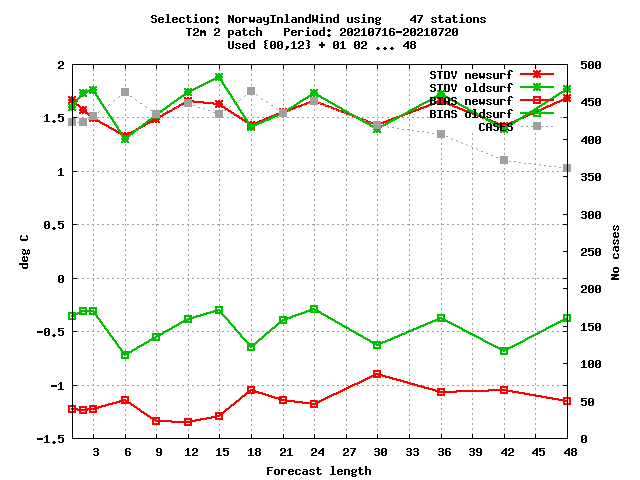 Selection: NorwayInlandWind using    47 stations
T2m 2 patch   Period: 20210716-20210720
Used {00,12} + 01 02 ... 48
STDV newsurf
STDV oldsurf
BIAS newsurf
BIAS oldsurf
CASES
2
1.5
1
0.5
0
-0.5
-1
-1.5
deg C
500
450
400
350
300
250
200
150
100
50
0
No cases
3 6 9 12 15 18 21 24 27 30 33 36 39 42 45 48
Forecast length